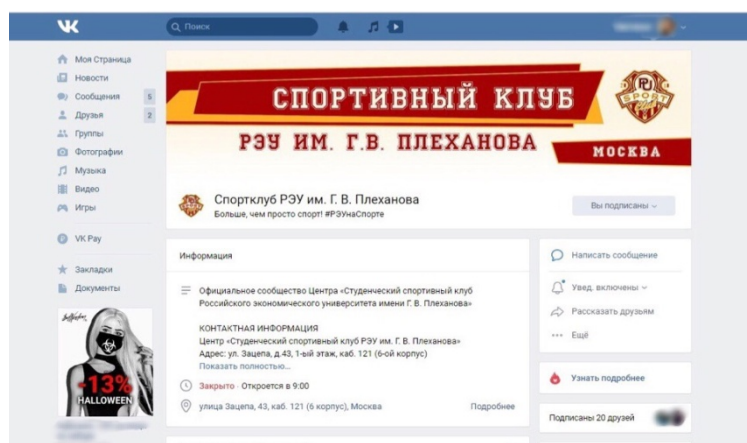 Поиск
Моя Страница
Новости
Сообщения 5
Друзья 2
Группы
Фотографии
Музыка
Видео
Игры
VK Pay
Закладки
Документы
-13%
HALLOWEEN
СПОРТИВНЫЙ КЛУБ
РЭУ ИМ. Г.В. ПЛЕХАНОВА
МОСКВА
PU
SPORT
Спортклуб РЭУ им. Г. В. Плеханова
Больше, чем просто спорт! #РЭУнаСпорте
Вы подписаны
Информация
Официальное сообщество Центра «Студенческий спортивный клуб
Российского экономического университета имени Г. В. Плеханова»
КОНТАКТНАЯ ИНФОРМАЦИЯ
Центр «Студенческий спортивный клуб РЭУ им. Г. В. Плеханова»
Адрес: ул. Зацепа, д.43, 1-ый этаж, каб. 121 (6-ой корпус)
Показать полностью…
Закрыто · Откроется в 9:00
улица Зацепа, 43, каб. 121 (6 корпус), Москва Подробнее
Написать сообщение
Увед. включены
Рассказать друзьям
Ещё
Узнать подробнее
Подписаны 20 друзей